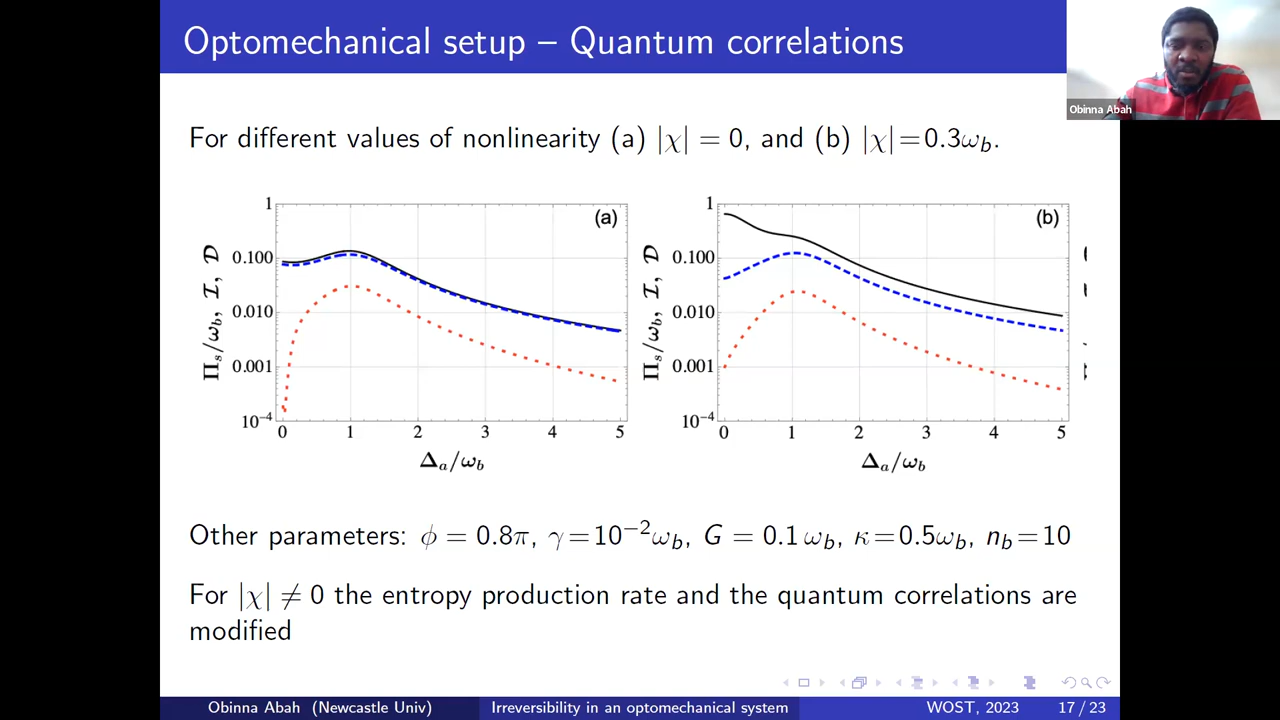 Optomechanical setup – Quantum correlations
Obinna Abah
For different values of nonlinearity (a) |χ| = 0, and (b) |χ|=0.3ω_b.
(a)
1
0.100
0.010
0.001
10⁻⁴
Π_s/ω_b, I, D
0 1 2 3 4 5
Δ_a/ω_b
(b)
1
0.100
0.010
0.001
10⁻⁴
Π_s/ω_b, I, D
0 1 2 3 4 5
Δ_a/ω_b
Other parameters: ϕ = 0.8π, γ=10⁻²ω_b, G = 0.1 ω_b, κ=0.5ω_b, n_b=10
For |χ| ≠ 0 the entropy production rate and the quantum correlations are
modified
Obinna Abah (Newcastle Univ) Irreversibility in an optomechanical system WOST, 2023 17 / 23